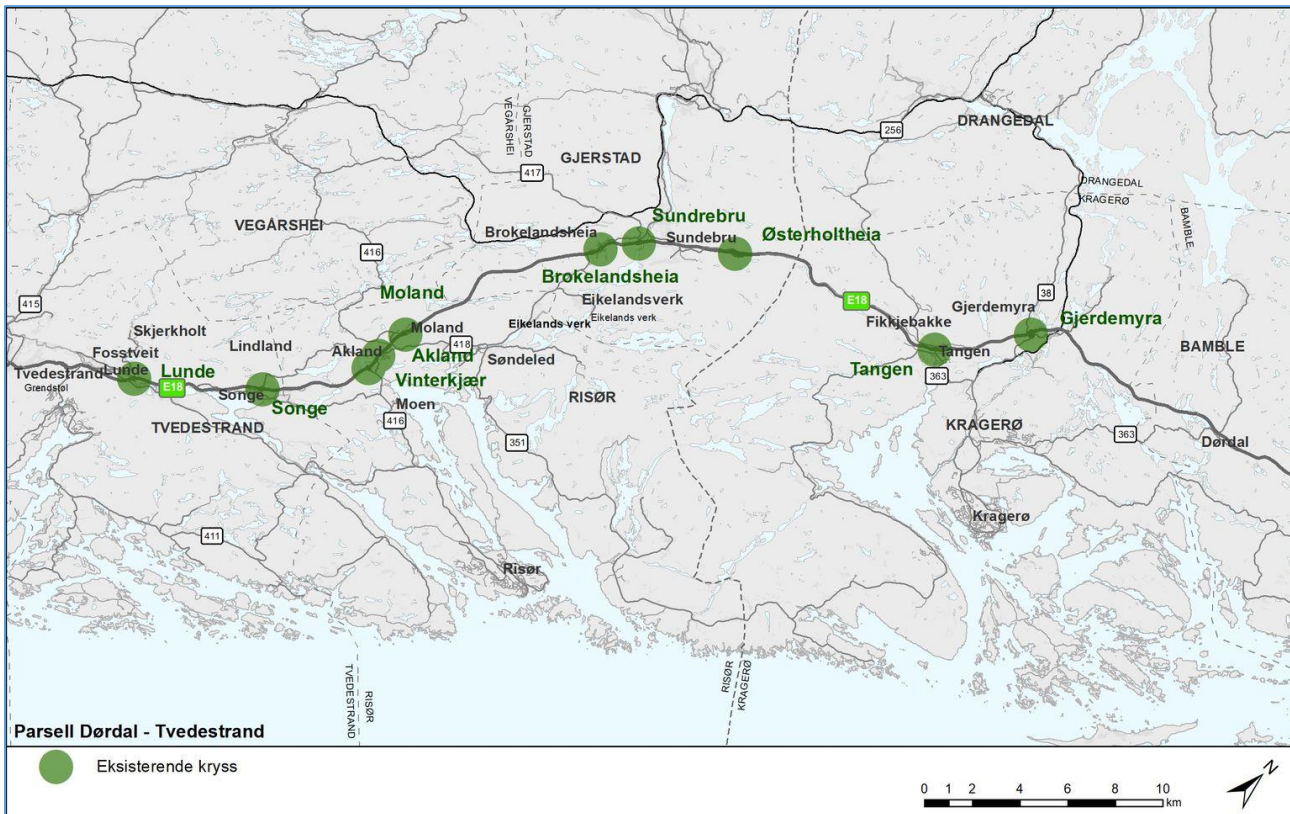 DRANGEDAL
256
GJERSTAD
VEGÅRSHEI
GJERSTAD
417
DRANGEDAL
KRAGERØ
BAMBLE
VEGÅRSHEI
Sundrebru
Brokelandsheia
Sundebru
Østerholtheia
416
Brokelandsheia
Moland
Eikelandsverk
Eikelands verk
Eikelands verk
415
38
E18
Gjerdemyra
Gjerdemyra
Fikkjebakke
Skjerkholt
Lindland
Moland
Akland
418
Akland
Søndeled
Tangen
Tangen
BAMBLE
Fosstveit
Lunde
Lunde
Tvedestrand
Grendstøl
E18
Vinterkjær
363
Songe
Songe
Moen
RISØR
416
TVEDESTRAND
351
KRAGERØ
363
Dørdal
411
Kragerø
Risør
TVEDESTRAND
RISØR
RISØR
KRAGERØ
Parsell Dørdal - Tvedestrand
Eksisterende kryss
N
0 1 2 4 6 8 10
km